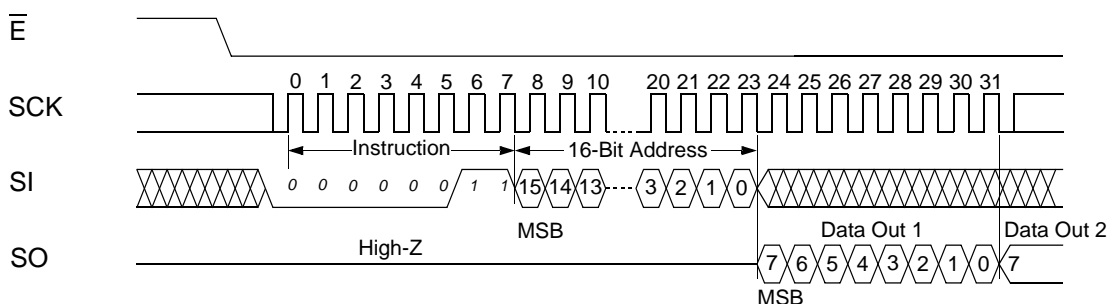 E
SCK
0 1 2 3 4 5 6 7 8 9 10 20 21 22 23 24 25 26 27 28 29 30 31
Instruction 16-Bit Address
SI
0 0 0 0 0 0 1 1 15 14 13 3 2 1 0
MSB Data Out 1 Data Out 2
High-Z
SO
7 6 5 4 3 2 1 0 7
MSB